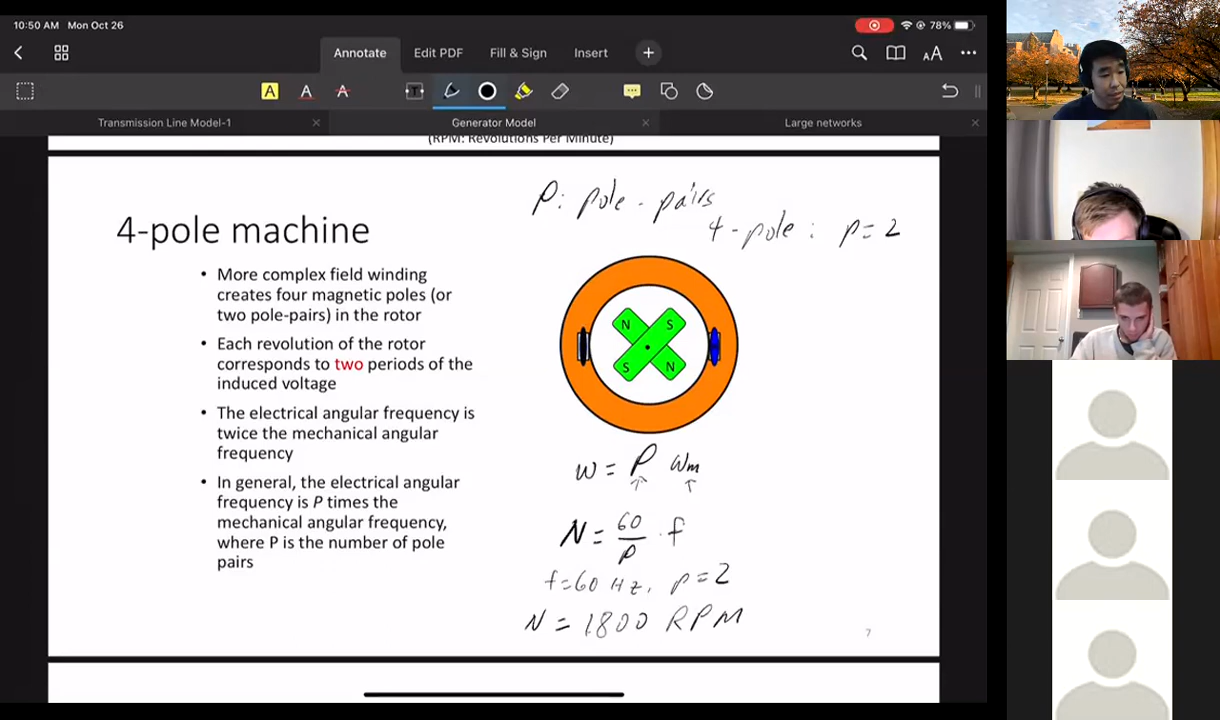 10:50 AM Mon Oct 26
78%
Annotate Edit PDF Fill & Sign Insert
A A A T AA
Transmission Line Model-1 Generator Model Large networks
(RPM: Revolutions Per Minute)
P: pole-pairs
4-pole: p=2
4-pole machine
• More complex field winding
creates four magnetic poles (or
two pole-pairs) in the rotor
• Each revolution of the rotor
corresponds to two periods of the
induced voltage
• The electrical angular frequency is
twice the mechanical angular
frequency
• In general, the electrical angular
frequency is P times the
mechanical angular frequency,
where P is the number of pole
pairs
N S
S N
w = P wm
N = 60/P · f
f=60 Hz, p=2
N = 1800 RPM
7